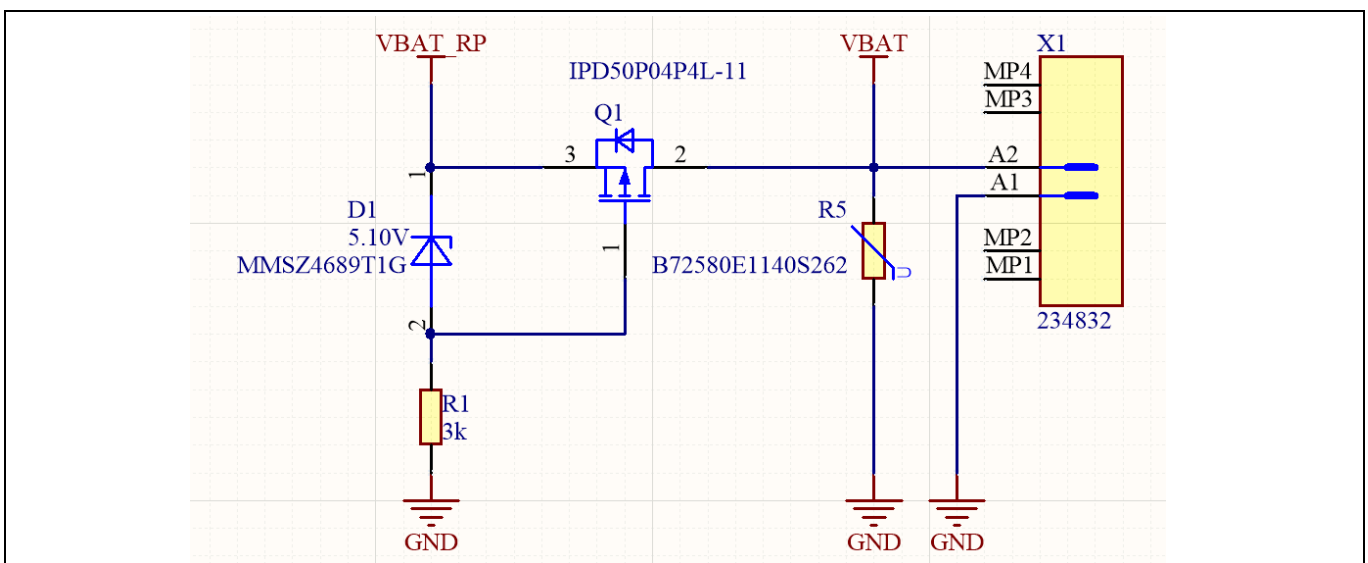 VBAT_RP
VBAT
X1
IPD50P04P4L-11
MP4
MP3
Q1
3
2
A2
A1
1
D1
5.10V
MMSZ4689T1G
1
R5
B72580E1140S262
U
MP2
MP1
234832
2
R1
3k
GND
GND
GND